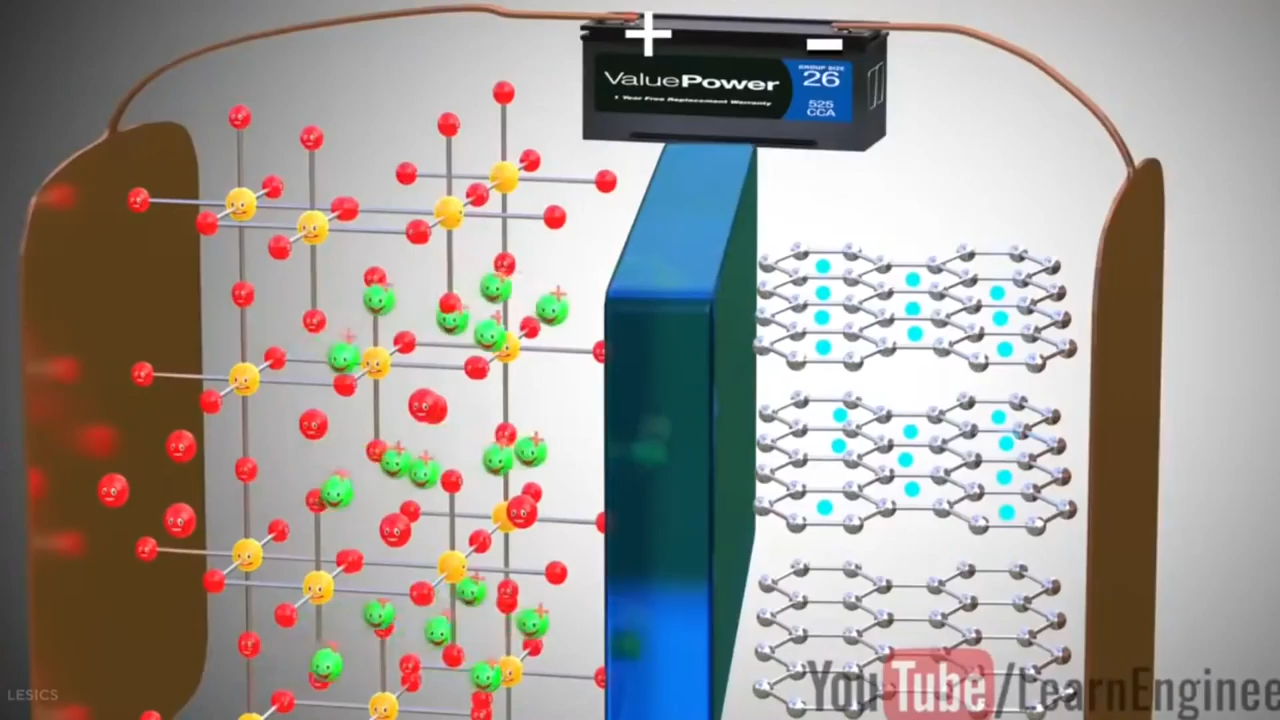 +
-
ValuePower
1 Year Free Replacement Warranty
GROUP SIZE
26
525
CCA
LESICS
YouTube/LearnEnginee